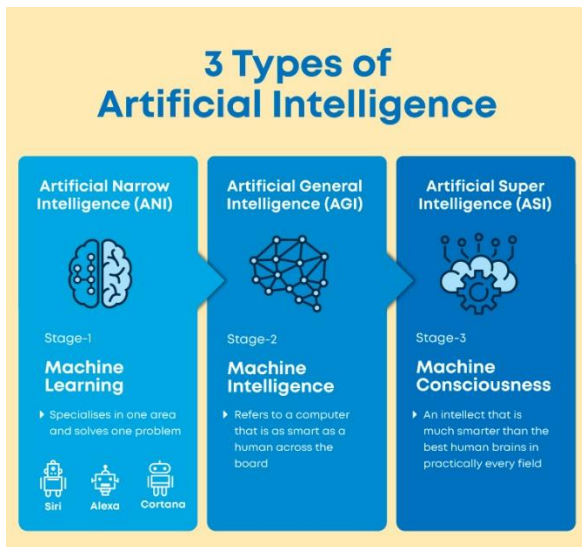 3 Types of
Artificial Intelligence
Artificial Narrow
Intelligence (ANI)
Stage-1
Machine
Learning
Specialises in one area
and solves one problem
Siri
Alexa
Cortana
Artificial General
Intelligence (AGI)
Stage-2
Machine
Intelligence
Refers to a computer
that is as smart as a
human across the
board
Artificial Super
Intelligence (ASI)
Stage-3
Machine
Consciousness
An intellect that is
much smarter than the
best human brains in
practically every field